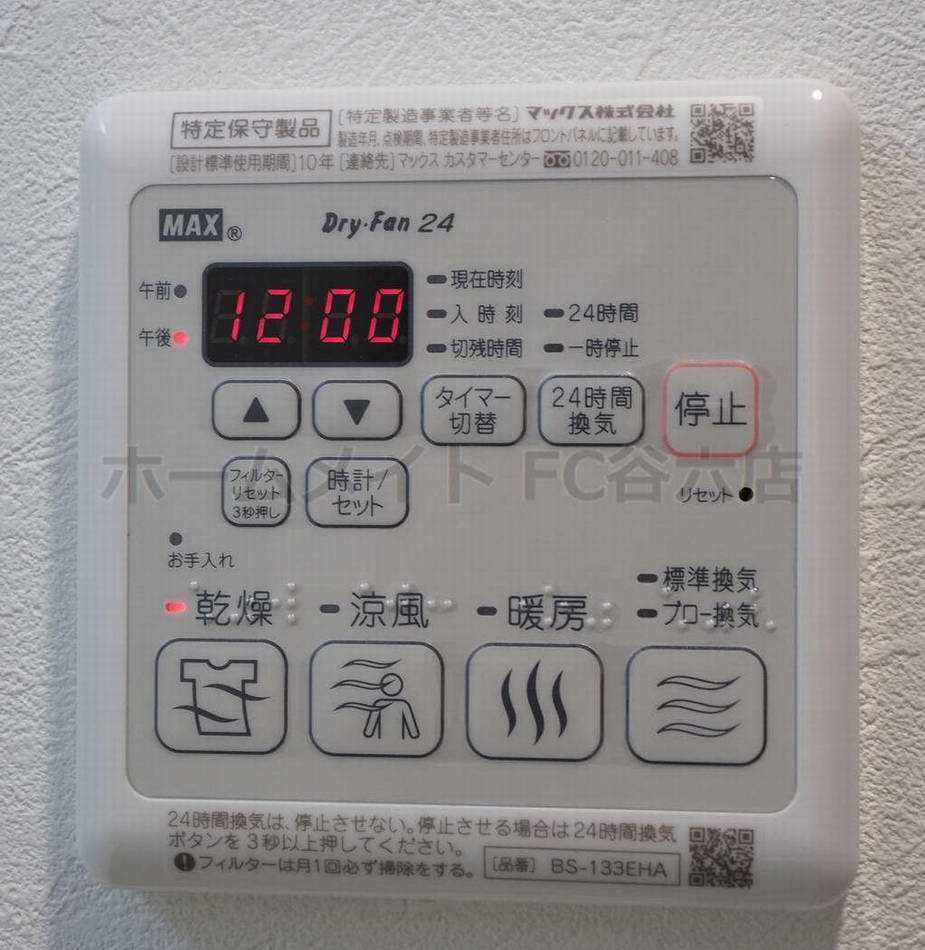 特定保守製品
[特定製造事業者等名] マックス株式会社
製造年月、点検期間、特定製造事業者住所はフロントパネルに記載しています。
[設計標準使用期間]10年 [連絡先] マックス カスタマーセンター 0120-011-408
MAX® Dry・Fan 24
午前
午後
12:00
現在時刻
入時刻
24時間
切残時間
一時停止
▲
▼
タイマー
切替
24時間
換気
停止
ホームメイト FC谷六店
フィルター
リセット
3秒押し
時計/
セット
リセット
お手入れ
乾燥
涼風
暖房
標準換気
プロー換気
24時間換気は、停止させない。停止させる場合は24時間換気
ボタンを3秒以上押してください。
フィルターは月1回必ず掃除をする。
[品番] BS-133EHA